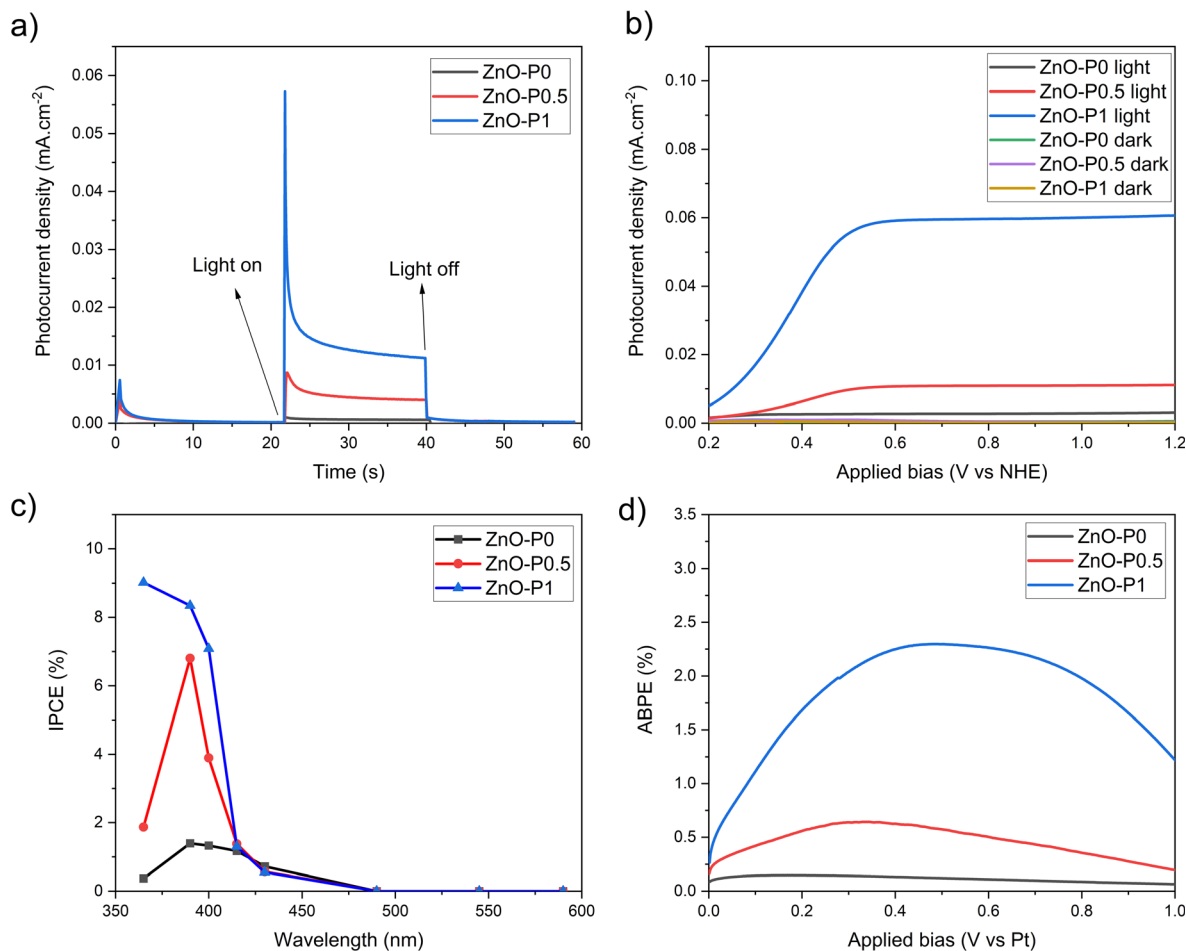 a)
Photocurrent density (mA.cm⁻²)
0.06
0.05
0.04
0.03
0.02
0.01
0.00
ZnO-P0
ZnO-P0.5
ZnO-P1
Light on
Light off
0 10 20 30 40 50 60
Time (s)
b)
Photocurrent density (mA.cm⁻²)
0.10
0.08
0.06
0.04
0.02
0.00
ZnO-P0 light
ZnO-P0.5 light
ZnO-P1 light
ZnO-P0 dark
ZnO-P0.5 dark
ZnO-P1 dark
0.2 0.4 0.6 0.8 1.0 1.2
Applied bias (V vs NHE)
c)
IPCE (%)
10
8
6
4
2
0
ZnO-P0
ZnO-P0.5
ZnO-P1
350 400 450 500 550 600
Wavelength (nm)
d)
ABPE (%)
3.5
3.0
2.5
2.0
1.5
1.0
0.5
0.0
ZnO-P0
ZnO-P0.5
ZnO-P1
0.0 0.2 0.4 0.6 0.8 1.0
Applied bias (V vs Pt)